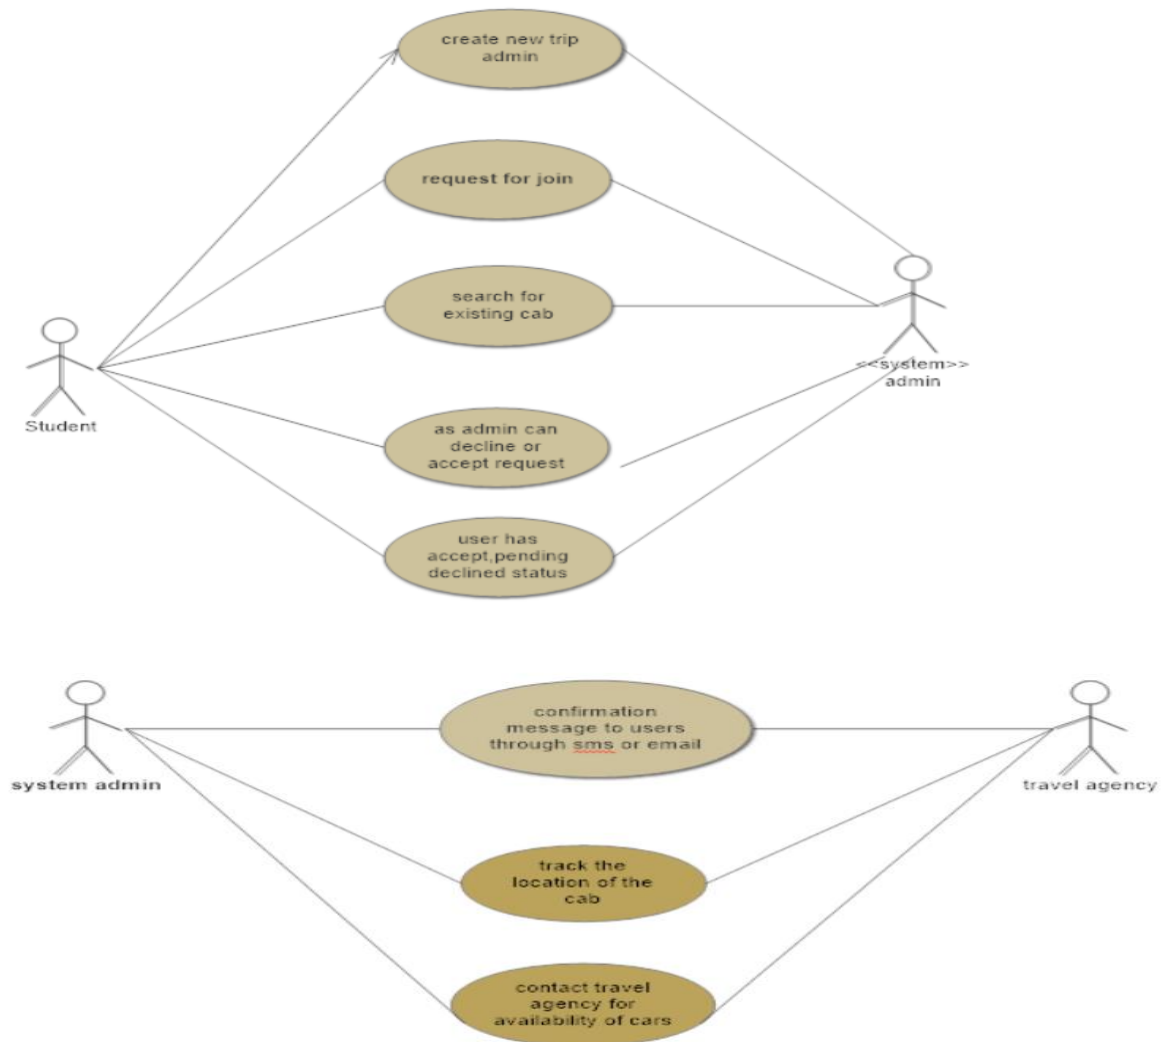 create new trip
admin
request for join
search for
existing cab
<<system>>
admin
Student
as admin can
decline or
accept request
user has
accept,pending
declined status
confirmation
message to users
through sms or email
system admin
travel agency
track the
location of the
cab
contact travel
agency for
availability of cars